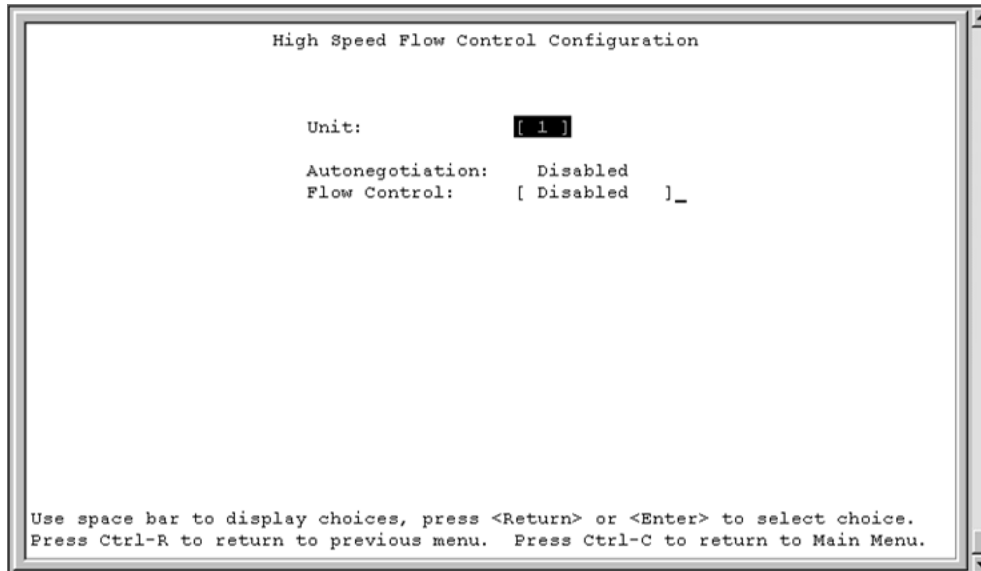 High Speed Flow Control Configuration
Unit: [ 1 ]
Autonegotiation: Disabled
Flow Control: [ Disabled ]_
Use space bar to display choices, press <Return> or <Enter> to select choice.
Press Ctrl-R to return to previous menu. Press Ctrl-C to return to Main Menu.